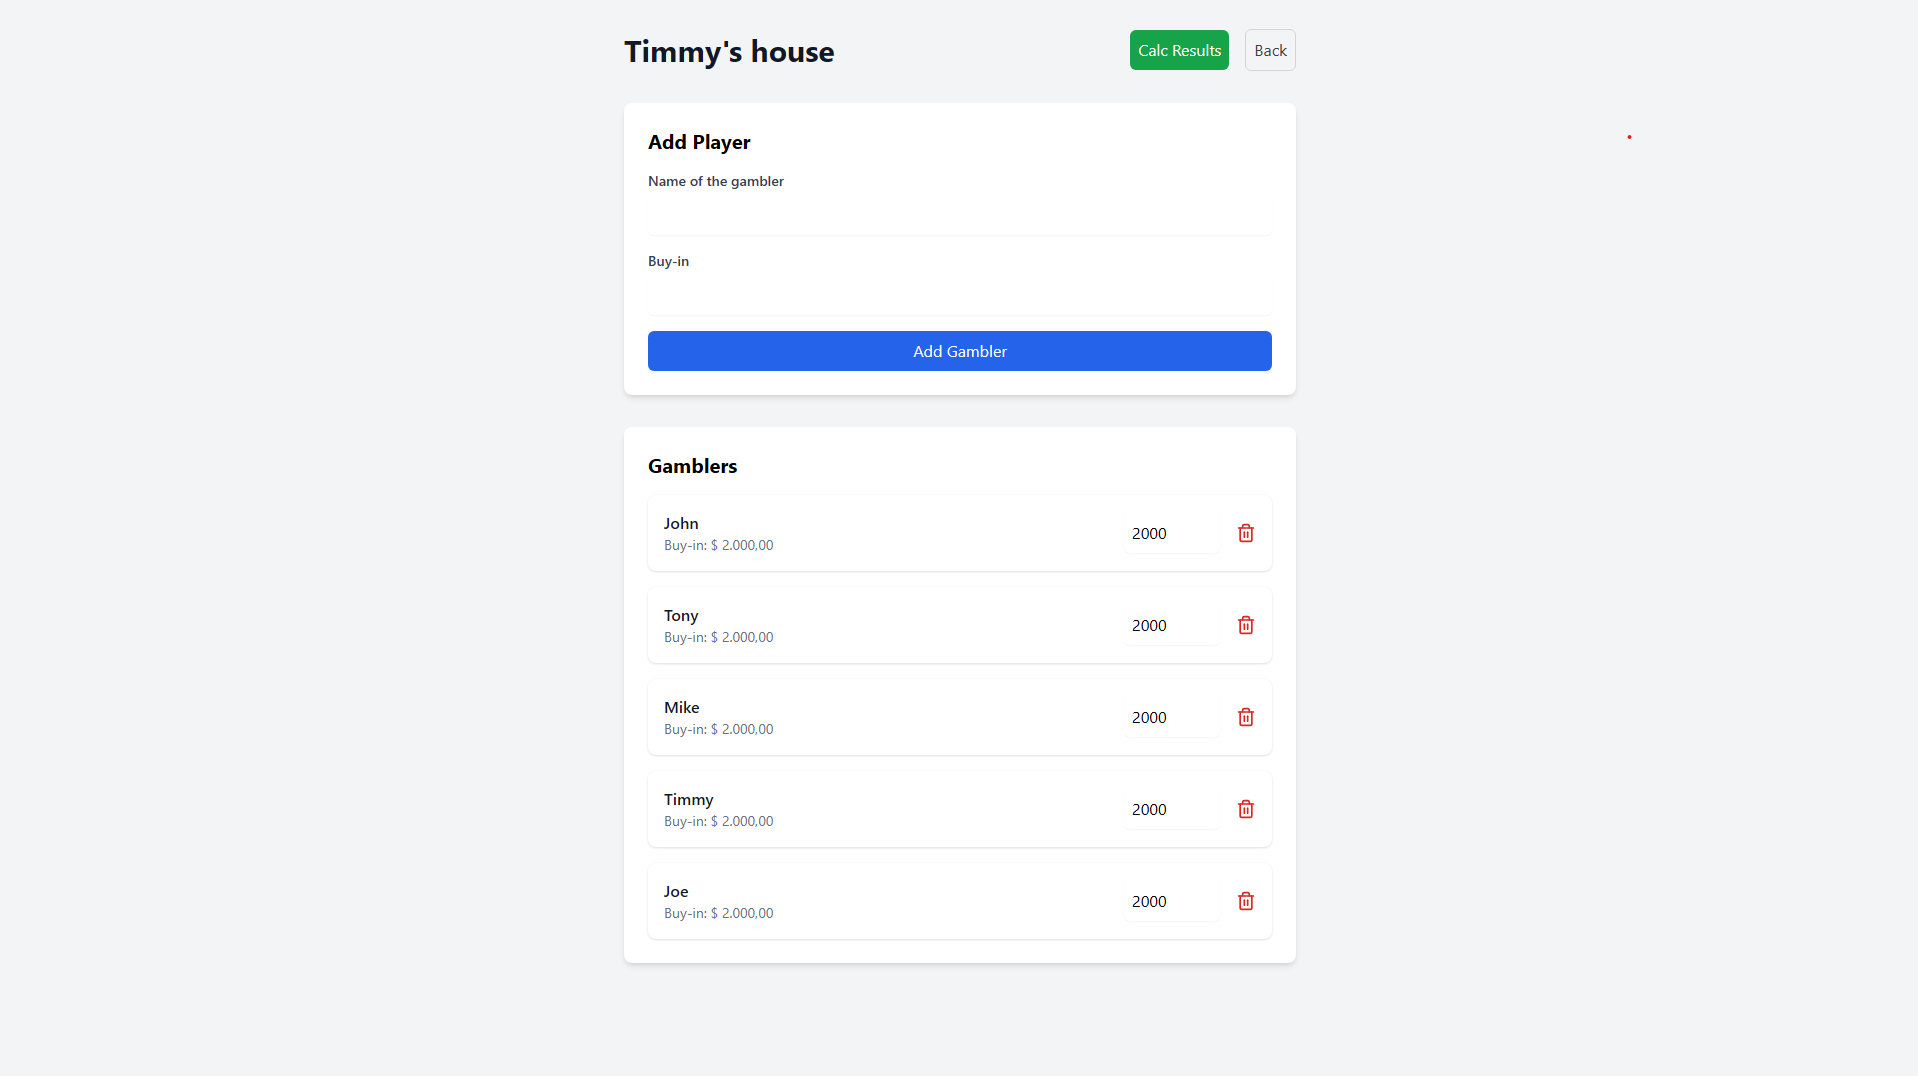 Timmy's house
Calc Results
Back
Add Player
Name of the gambler
Buy-in
Add Gambler
Gamblers
John
Buy-in: $ 2.000,00
2000
Tony
Buy-in: $ 2.000,00
2000
Mike
Buy-in: $ 2.000,00
2000
Timmy
Buy-in: $ 2.000,00
2000
Joe
Buy-in: $ 2.000,00
2000